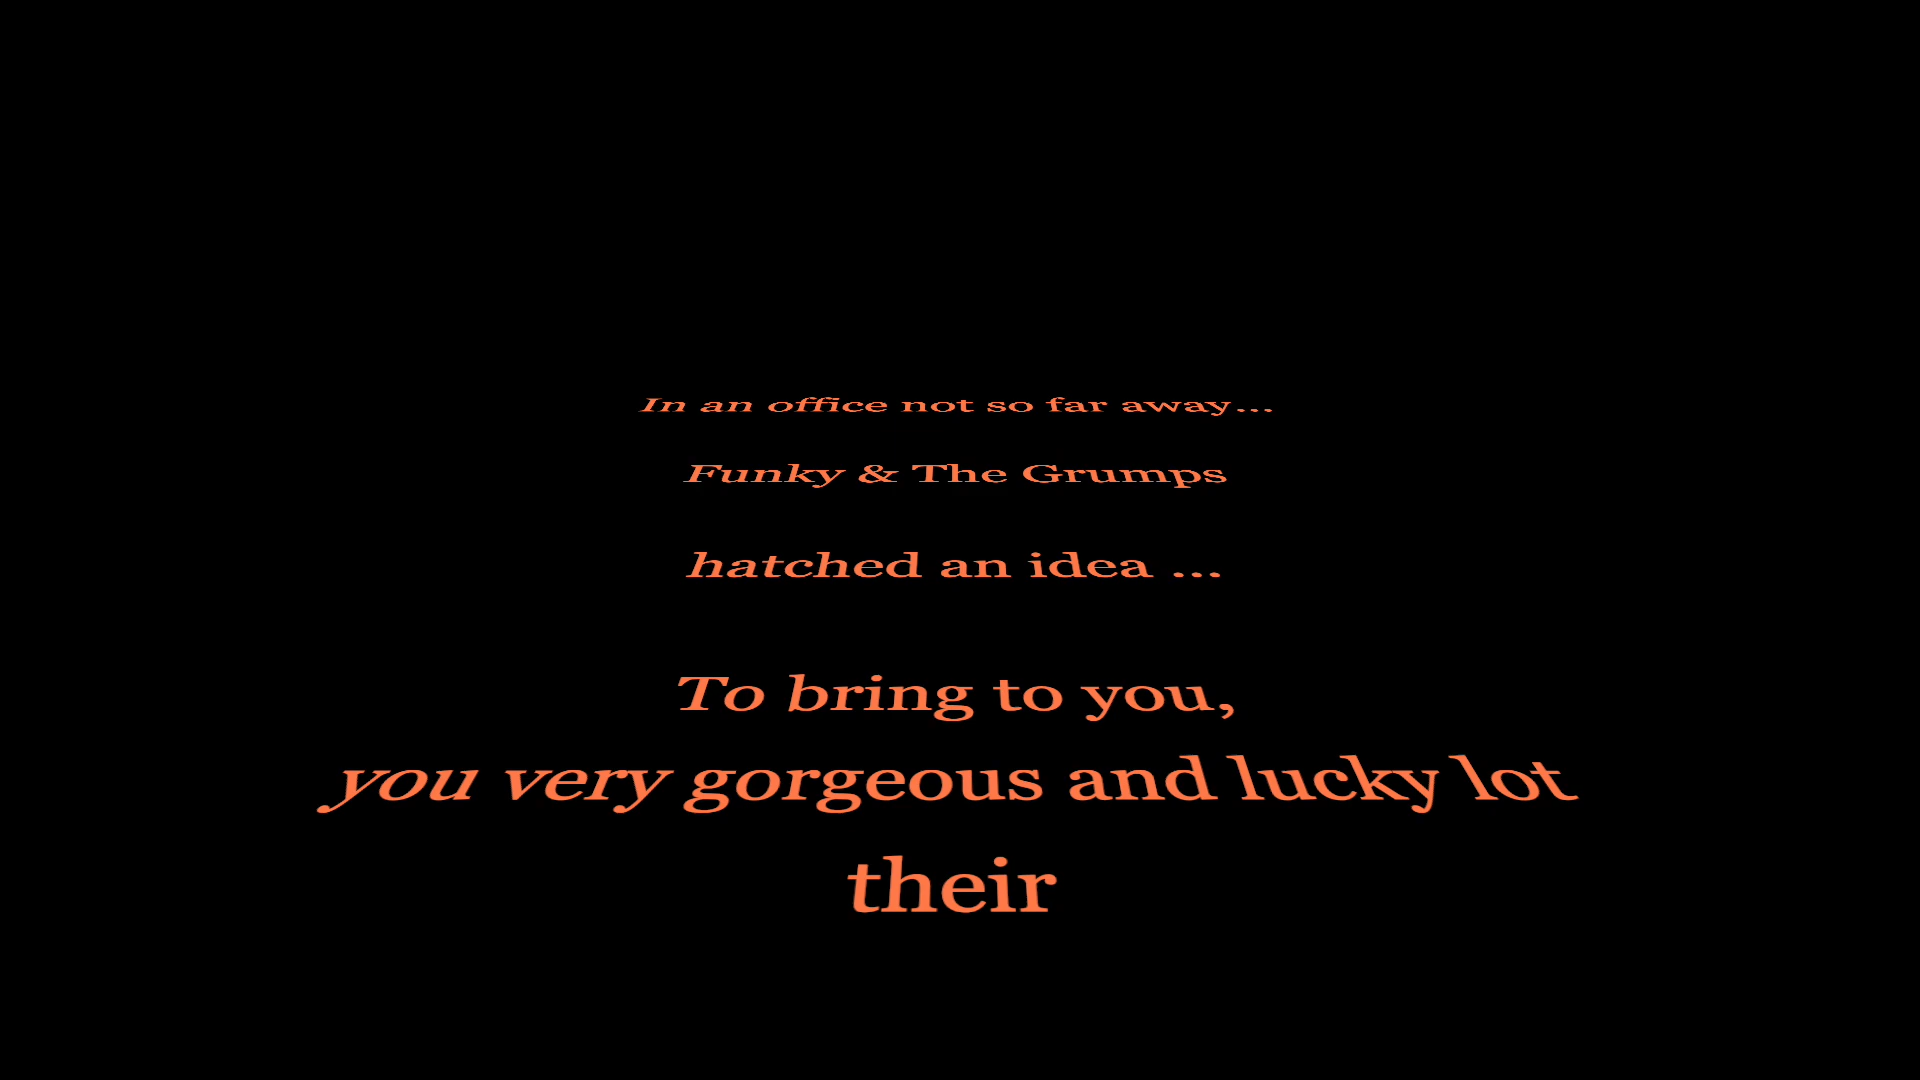 In an office not so far away...
Funky & The Grumps
hatched an idea ...
To bring to you,
you very gorgeous and lucky lot
their